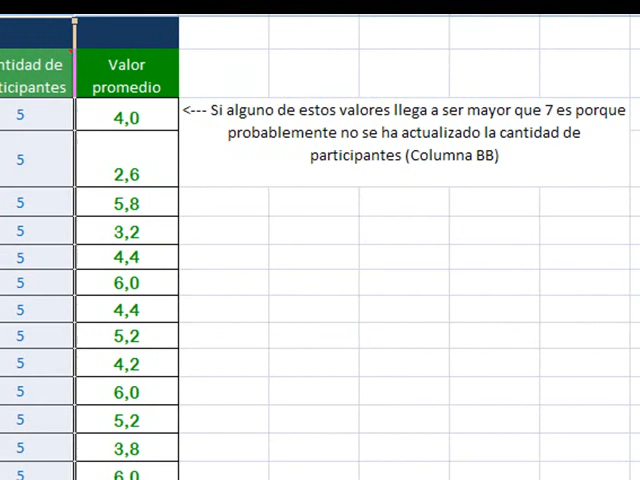 ntidad de Valor
ticipantes promedio
5 4,0 <--- Si alguno de estos valores llega a ser mayor que 7 es porque
probablemente no se ha actualizado la cantidad de
participantes (Columna BB)
5 2,6
5 5,8
5 3,2
5 4,4
5 6,0
5 4,4
5 5,2
5 4,2
5 6,0
5 5,2
5 3,8
5 6,0